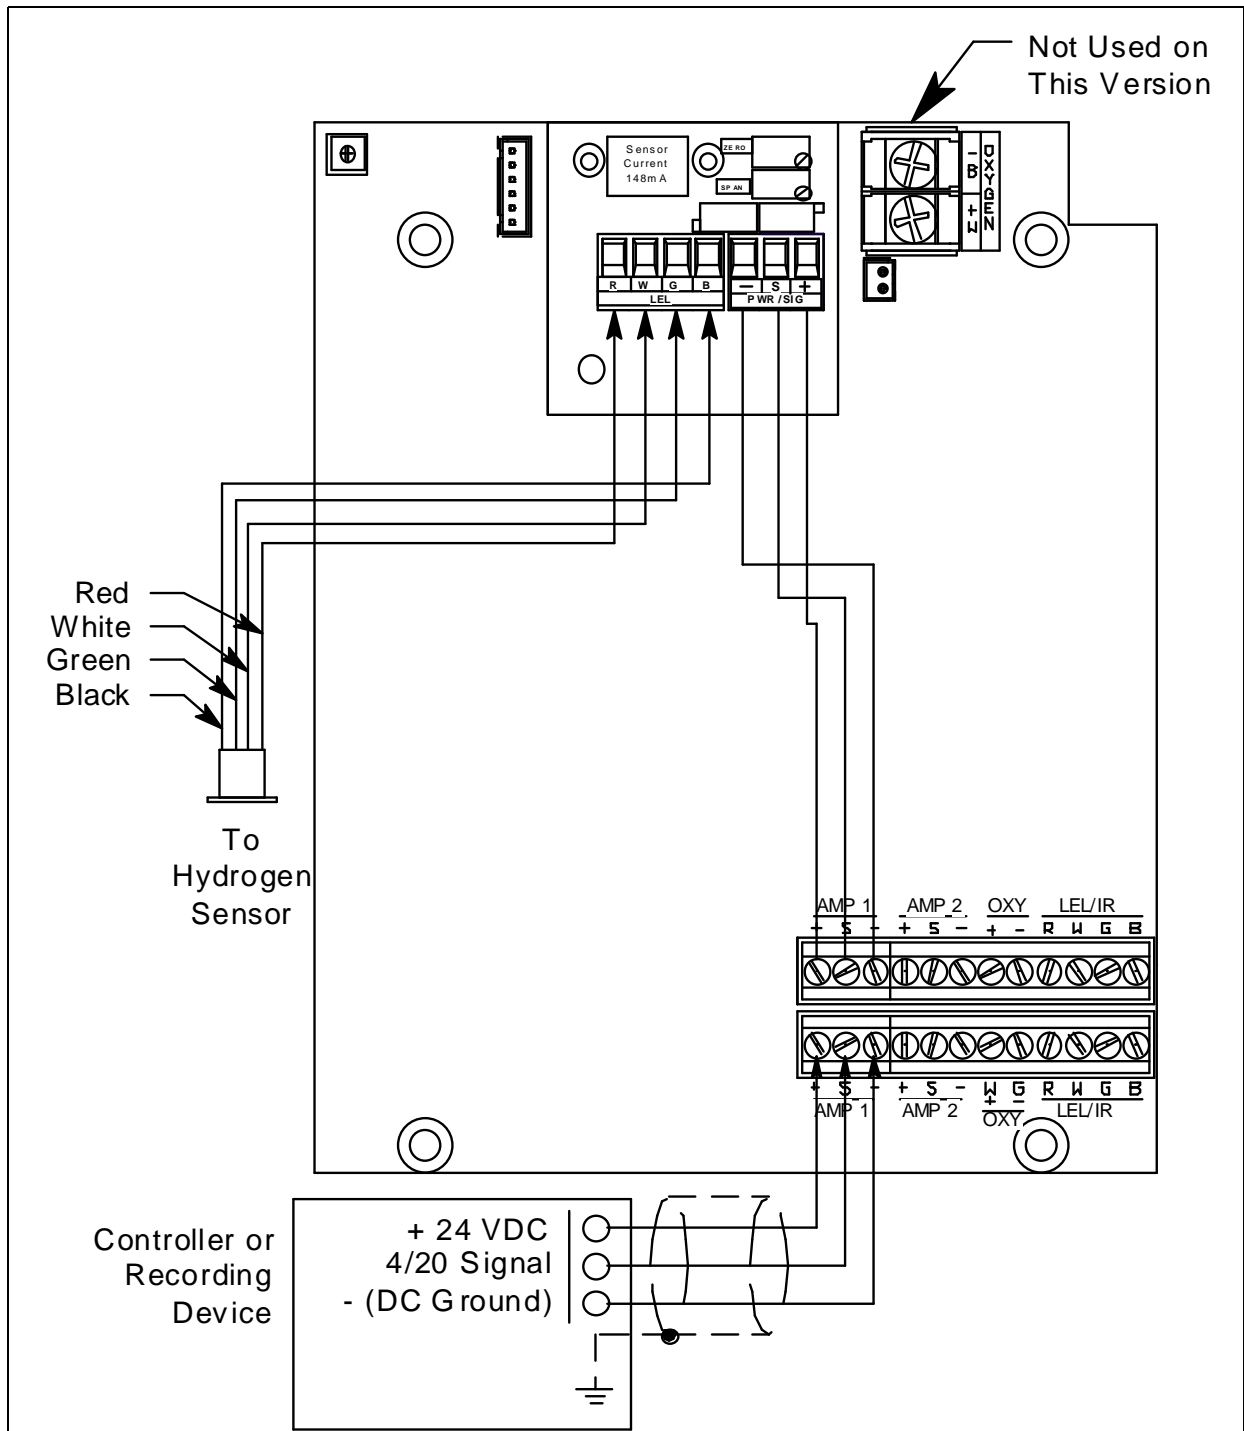 Not Used on
This Version
Sensor
Current
148mA
ZERO
SPAN
- B
+ W
OXYGEN
R W G B
LEL
- S +
PWR/SIG
Red
White
Green
Black
To
Hydrogen
Sensor
AMP 1 AMP 2 OXY LEL/IR
+ S - + S - + - R W G B
+ S - + S - W G R W G B
+ -
AMP 1 AMP 2 OXY LEL/IR
Controller or
Recording
Device
+ 24 VDC
4/20 Signal
- (DC Ground)